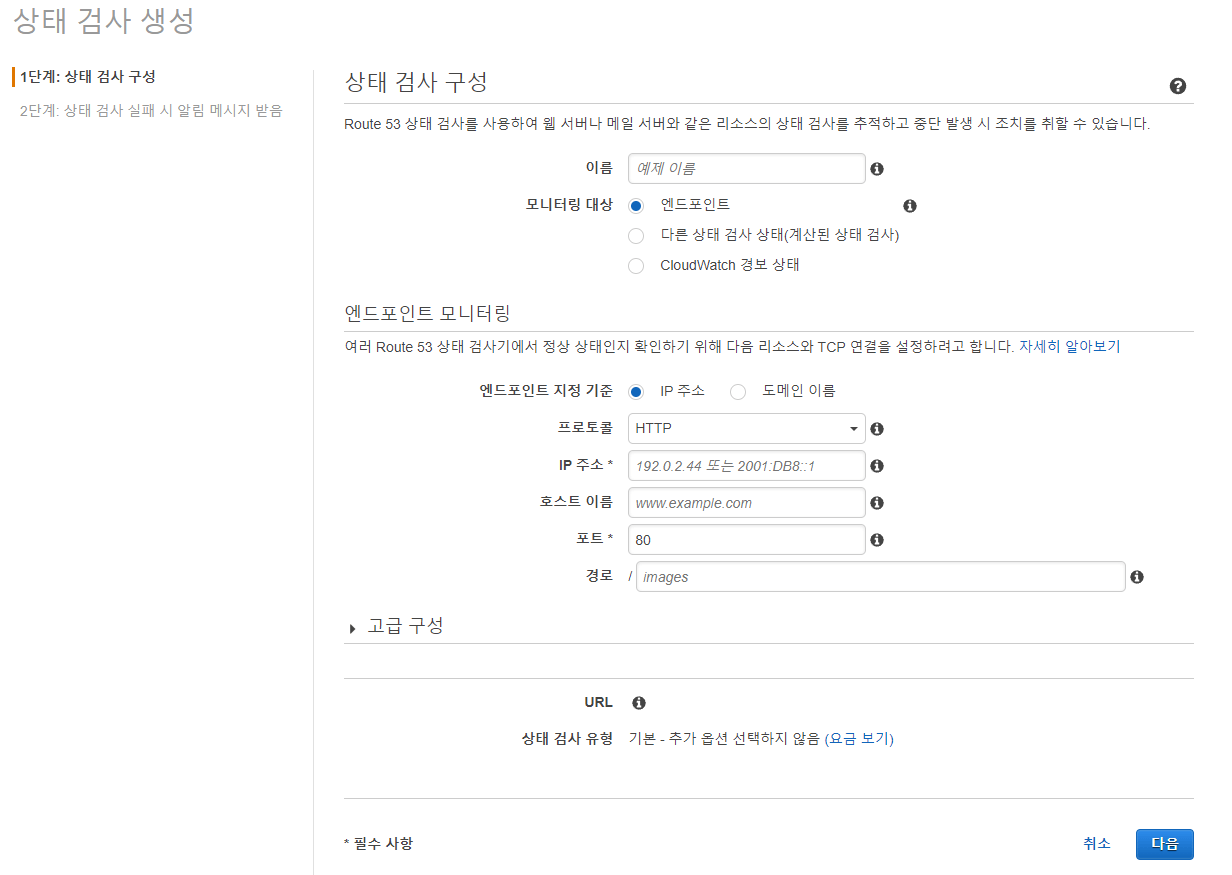 상태 검사 생성
1단계: 상태 검사 구성
2단계: 상태 검사 실패 시 알림 메시지 받음
상태 검사 구성
Route 53 상태 검사를 사용하여 웹 서버나 메일 서버와 같은 리소스의 상태 검사를 추적하고 중단 발생 시 조치를 취할 수 있습니다.
이름 예제 이름
모니터링 대상 엔드포인트
다른 상태 검사 상태(계산된 상태 검사)
CloudWatch 경보 상태
엔드포인트 모니터링
여러 Route 53 상태 검사기에서 정상 상태인지 확인하기 위해 다음 리소스와 TCP 연결을 설정하려고 합니다. 자세히 알아보기
엔드포인트 지정 기준 IP 주소 도메인 이름
프로토콜 HTTP
IP 주소 * 192.0.2.44 또는 2001:DB8::1
호스트 이름 www.example.com
포트 * 80
경로 / images
고급 구성
URL
상태 검사 유형 기본 - 추가 옵션 선택하지 않음 (요금 보기)
* 필수 사항 취소 다음